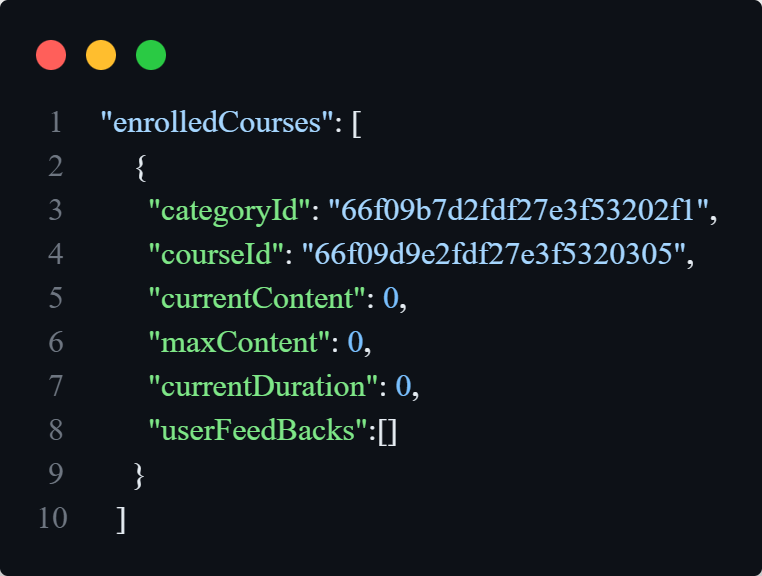 1 "enrolledCourses": [
2 {
3 "categoryId": "66f09b7d2fdf27e3f53202f1",
4 "courseId": "66f09d9e2fdf27e3f5320305",
5 "currentContent": 0,
6 "maxContent": 0,
7 "currentDuration": 0,
8 "userFeedBacks":[]
9 }
10 ]